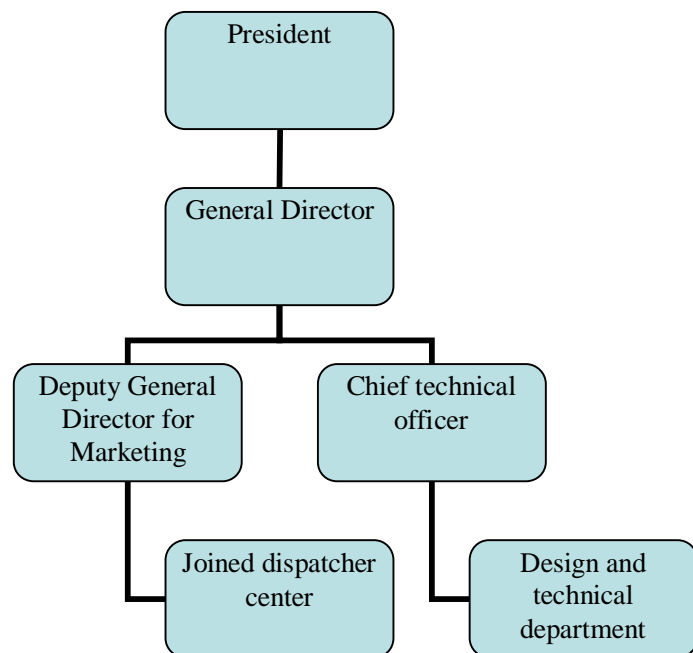 President
General Director
Deputy General
Director for
Marketing
Chief technical
officer
Joined dispatcher
center
Design and
technical
department